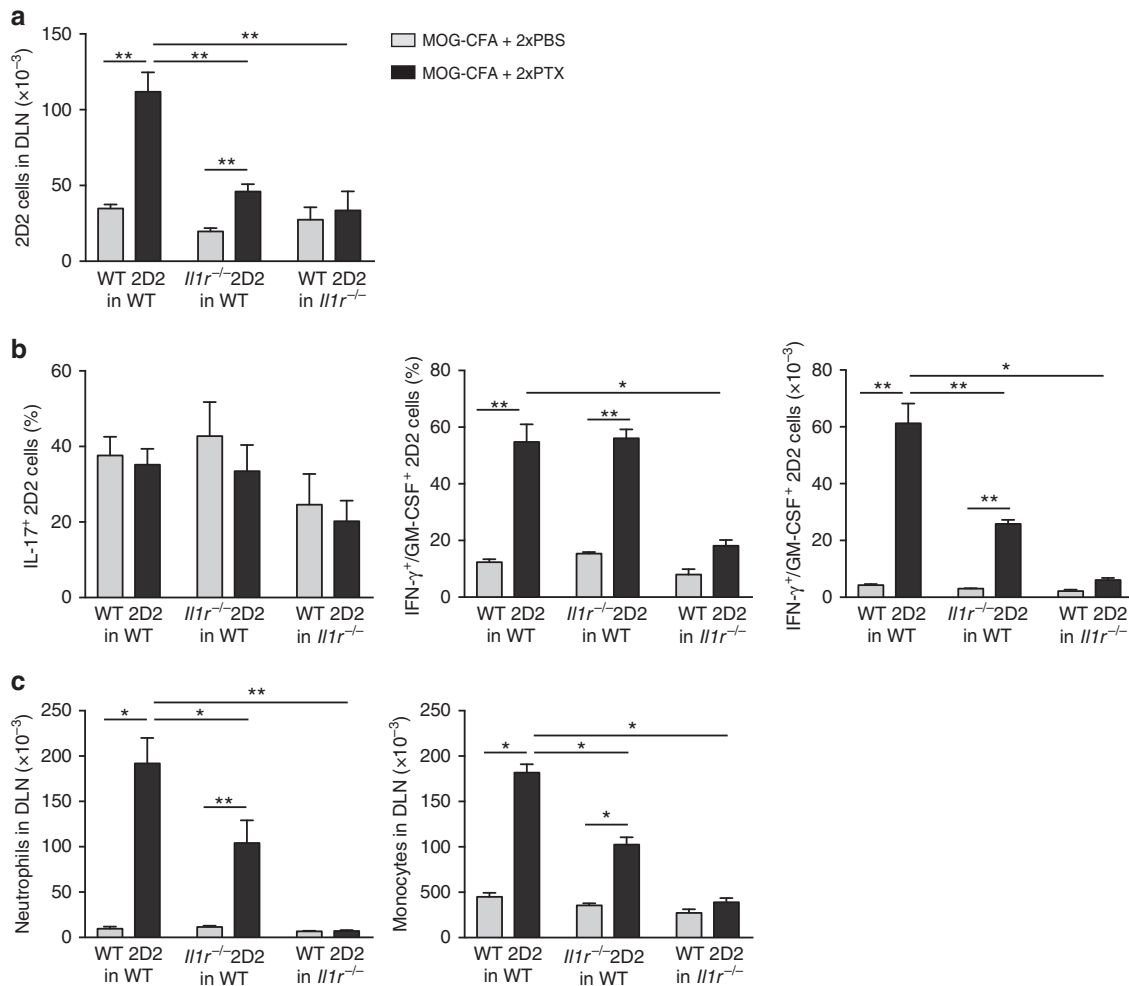 a
2D2 cells in DLN (×10⁻³)
150
100
50
0
**
**
**
**
MOG-CFA + 2xPBS
MOG-CFA + 2xPTX
WT 2D2 in WT
Il1r⁻/⁻2D2 in WT
WT 2D2 in Il1r⁻/⁻
b
IL-17⁺ 2D2 cells (%)
60
40
20
0
WT 2D2 in WT
Il1r⁻/⁻2D2 in WT
WT 2D2 in Il1r⁻/⁻
IFN-γ⁺/GM-CSF⁺ 2D2 cells (%)
80
60
40
20
0
**
**
*
WT 2D2 in WT
Il1r⁻/⁻2D2 in WT
WT 2D2 in Il1r⁻/⁻
IFN-γ⁺/GM-CSF⁺ 2D2 cells (×10⁻³)
80
60
40
20
0
**
**
**
*
WT 2D2 in WT
Il1r⁻/⁻2D2 in WT
WT 2D2 in Il1r⁻/⁻
c
Neutrophils in DLN (×10⁻³)
250
200
150
100
50
0
*
*
**
**
WT 2D2 in WT
Il1r⁻/⁻2D2 in WT
WT 2D2 in Il1r⁻/⁻
Monocytes in DLN (×10⁻³)
250
200
150
100
500
0
*
*
*
*
WT 2D2 in WT
Il1r⁻/⁻2D2 in WT
WT 2D2 in Il1r⁻/⁻